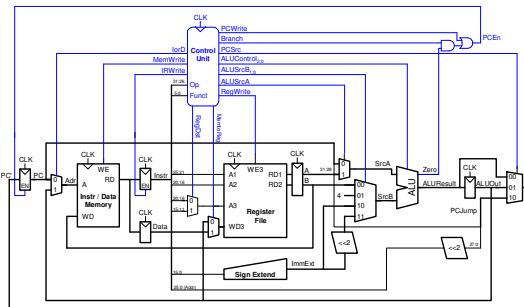 CLK
PCWrite
Branch
PCEn
IorD
Control
Unit
PCSrc
MemWrite
ALUControl2:0
IRWrite
ALUSrcB1:0
31:26
Op
ALUSrcA
5:0
Funct
RegWrite
RegDst
MemtoReg
CLK
CLK
CLK
CLK
CLK
CLK
PC'
PC
EN
0
1
Adr
WE
A
RD
Instr / Data
Memory
WD
EN
Instr
25:21
20:16
20:16
15:11
0
1
WE3
A1
A2
A3
WD3
RD1
RD2
Register
File
A
B
31:28
0
1
4
00
01
10
11
SrcA
SrcB
ALU
Zero
ALUResult
ALUOut
00
01
10
PCJump
CLK
Data
0
1
<<2
<<2
27:0
ImmExt
15:0
Sign Extend
25:0 (Addr)